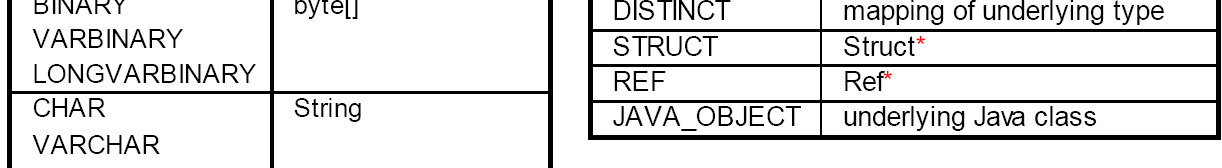 BINARY byte[]
VARBINARY
LONGVARBINARY
CHAR String
VARCHAR
DISTINCT mapping of underlying type
STRUCT Struct*
REF Ref*
JAVA_OBJECT underlying Java class